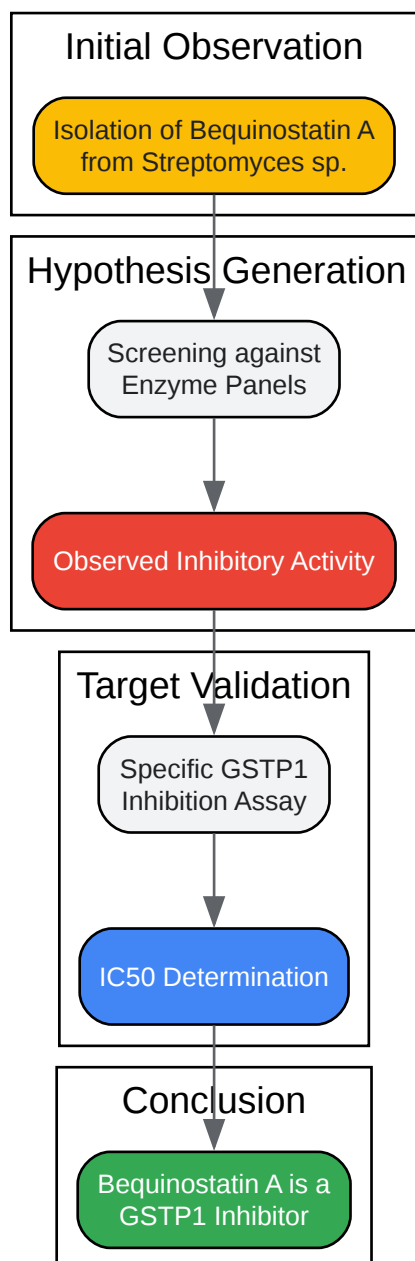 Initial Observation
Isolation of Bequinostatin A
from Streptomyces sp.
Hypothesis Generation
Screening against
Enzyme Panels
Observed Inhibitory Activity
Target Validation
Specific GSTP1
Inhibition Assay
IC50 Determination
Conclusion
Bequinostatin A is a
GSTP1 Inhibitor